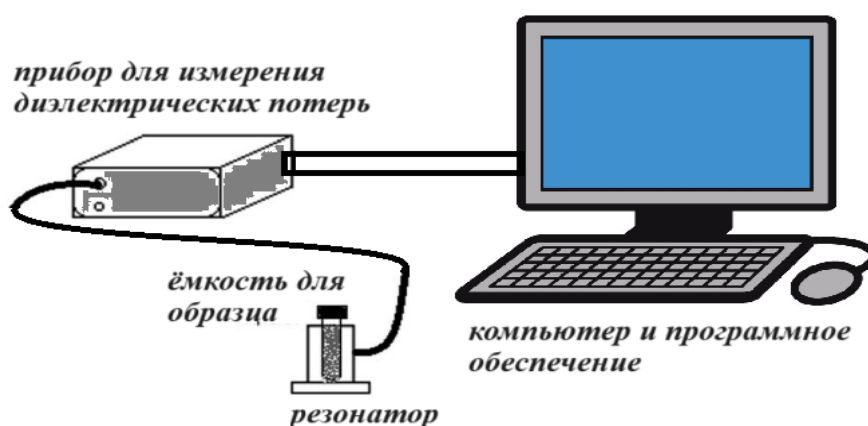 прибор для измерения
диэлектрических потерь
ёмкость для
образца
резонатор
компьютер и программное
обеспечение